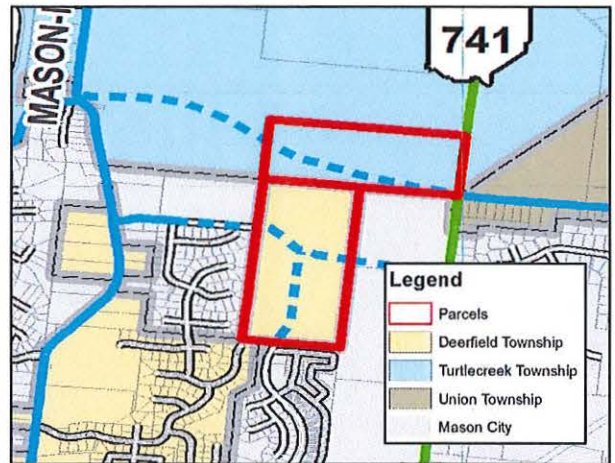 741
MASON-
Legend
Parcels
Deerfield Township
Turtlecreek Township
Union Township
Mason City